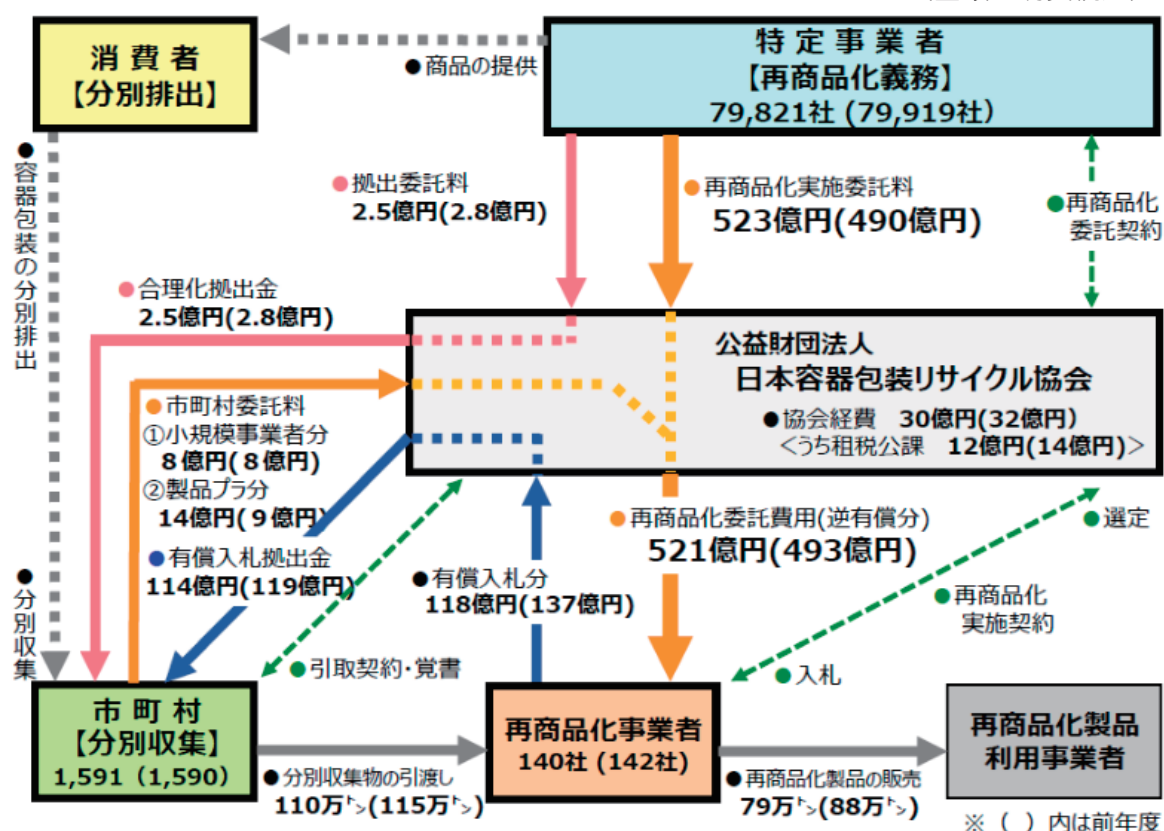 消費者
【分別排出】
特定事業者
【再商品化義務】
79,821社 (79,919社)
●商品の提供
●容器包装の分別排出
●分別収集
●拠出委託料
2.5億円(2.8億円)
●再商品化実施委託料
523億円(490億円)
●再商品化
委託契約
●合理化拠出金
2.5億円(2.8億円)
公益財団法人
日本容器包装リサイクル協会
●協会経費 30億円(32億円)
<うち租税公課 12億円(14億円)>
●市町村委託料
①小規模事業者分
8億円(8億円)
②製品プラ分
14億円(9億円)
●有償入札拠出金
114億円(119億円)
●有償入札分
118億円(137億円)
●再商品化委託費用(逆有償分)
521億円(493億円)
●選定
●再商品化
実施契約
●入札
●引取契約・覚書
市町村
【分別収集】
1,591(1,590)
●分別収集物の引渡し
110万㌧(115万㌧)
再商品化事業者
140社 (142社)
●再商品化製品の販売
79万㌧(88万㌧)
再商品化製品
利用事業者
※( )内は前年度